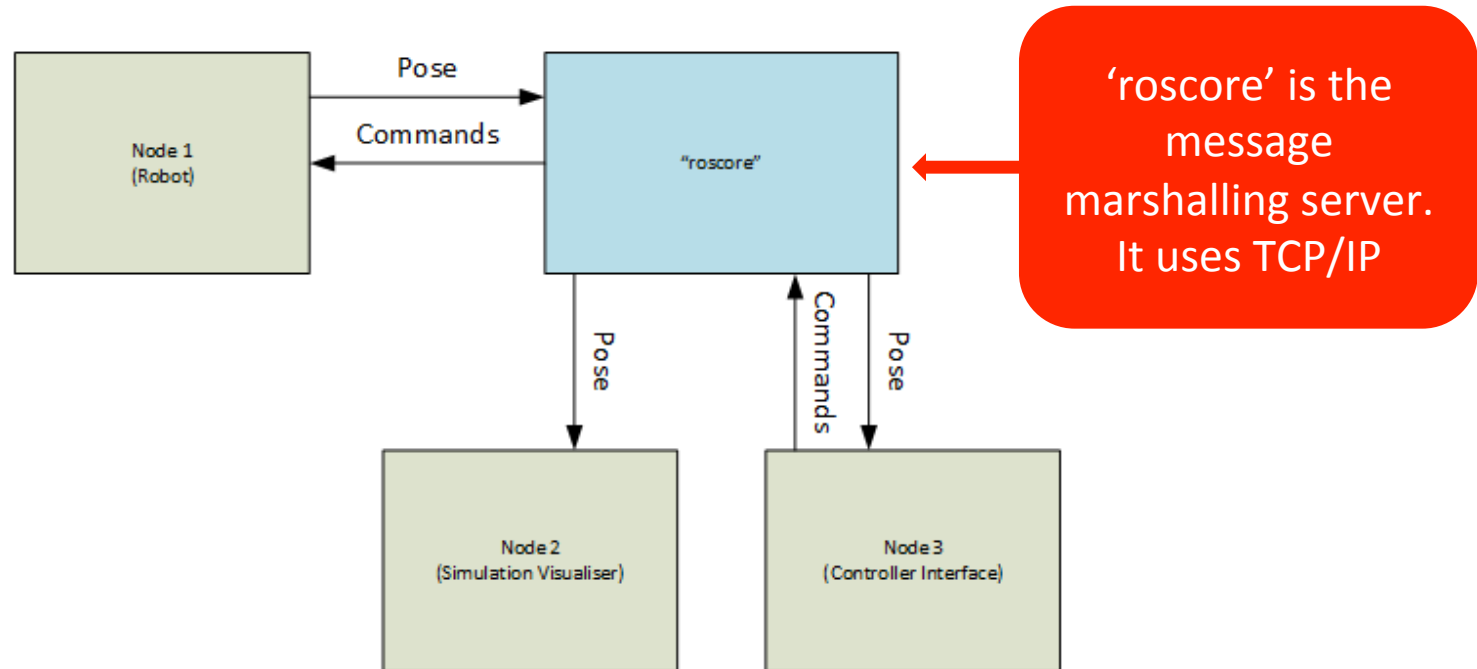 Pose
Commands
Node 1
(Robot)
“roscore”
‘roscore’ is the
message
marshalling server.
It uses TCP/IP
Pose
Commands
Pose
Node 2
(Simulation Visualiser)
Node 3
(Controller Interface)